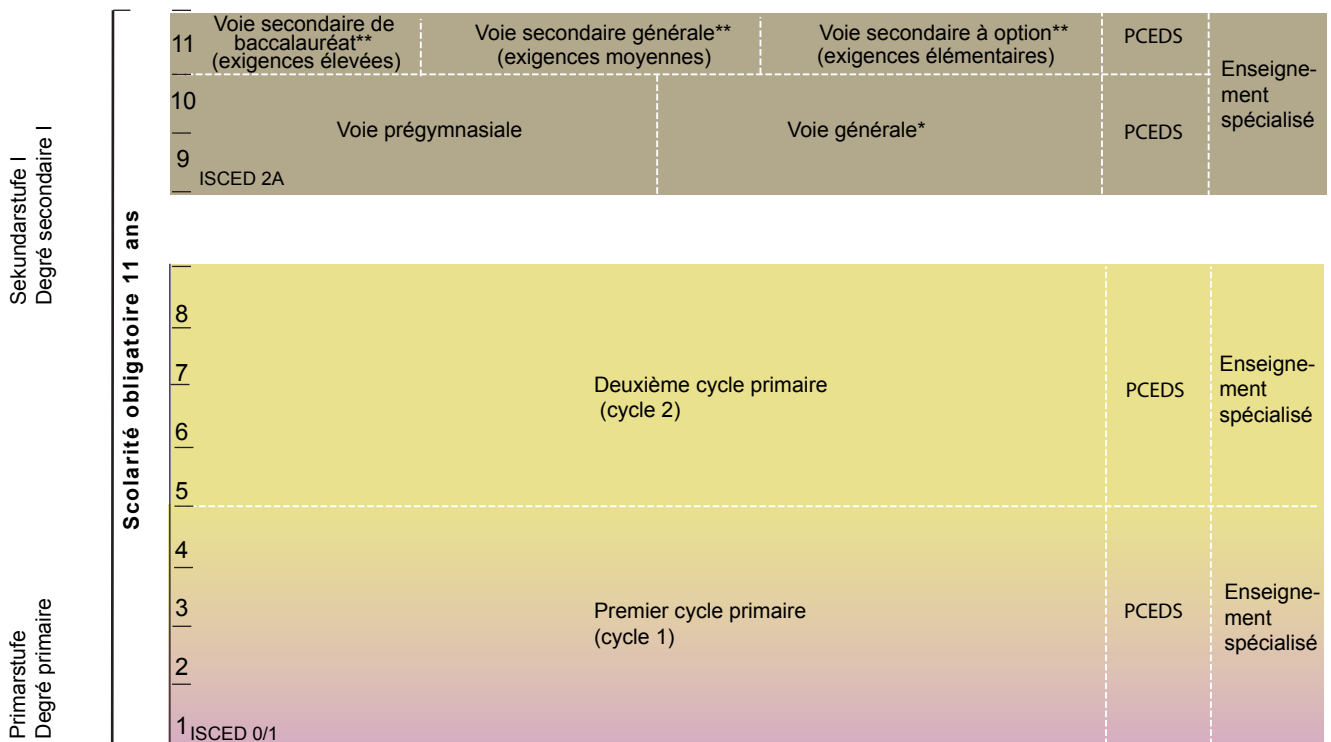 11
Voie secondaire de
baccalauréat**
(exigences élevées)
Voie secondaire générale**
(exigences moyennes)
Voie secondaire à option**
(exigences élémentaires)
PCEDS
Enseigne-
ment
spécialisé
10
9
Voie prégymnasiale
Voie générale*
PCEDS
ISCED 2A
Sekundarstufe I
Degré secondaire I
Scolarité obligatoire 11 ans
8
7
6
5
Deuxième cycle primaire
(cycle 2)
PCEDS
Enseigne-
ment
spécialisé
4
3
2
1
Premier cycle primaire
(cycle 1)
PCEDS
Enseigne-
ment
spécialisé
ISCED 0/1
Primarstufe
Degré primaire